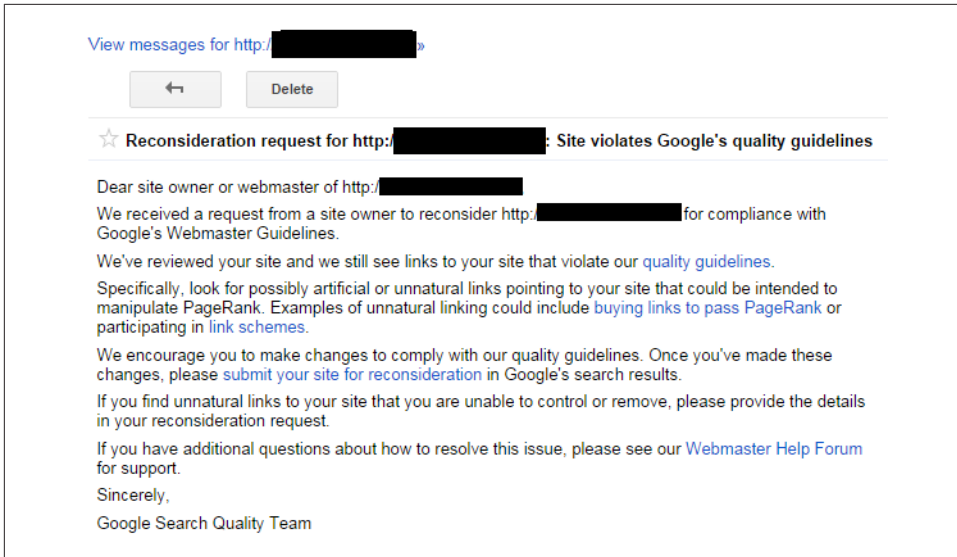 View messages for http:/ »
Delete
Reconsideration request for http:/ : Site violates Google's quality guidelines
Dear site owner or webmaster of http:/
We received a request from a site owner to reconsider http:/ for compliance with
Google's Webmaster Guidelines.
We've reviewed your site and we still see links to your site that violate our quality guidelines.
Specifically, look for possibly artificial or unnatural links pointing to your site that could be intended to
manipulate PageRank. Examples of unnatural linking could include buying links to pass PageRank or
participating in link schemes.
We encourage you to make changes to comply with our quality guidelines. Once you've made these
changes, please submit your site for reconsideration in Google's search results.
If you find unnatural links to your site that you are unable to control or remove, please provide the details
in your reconsideration request.
If you have additional questions about how to resolve this issue, please see our Webmaster Help Forum
for support.
Sincerely,
Google Search Quality Team